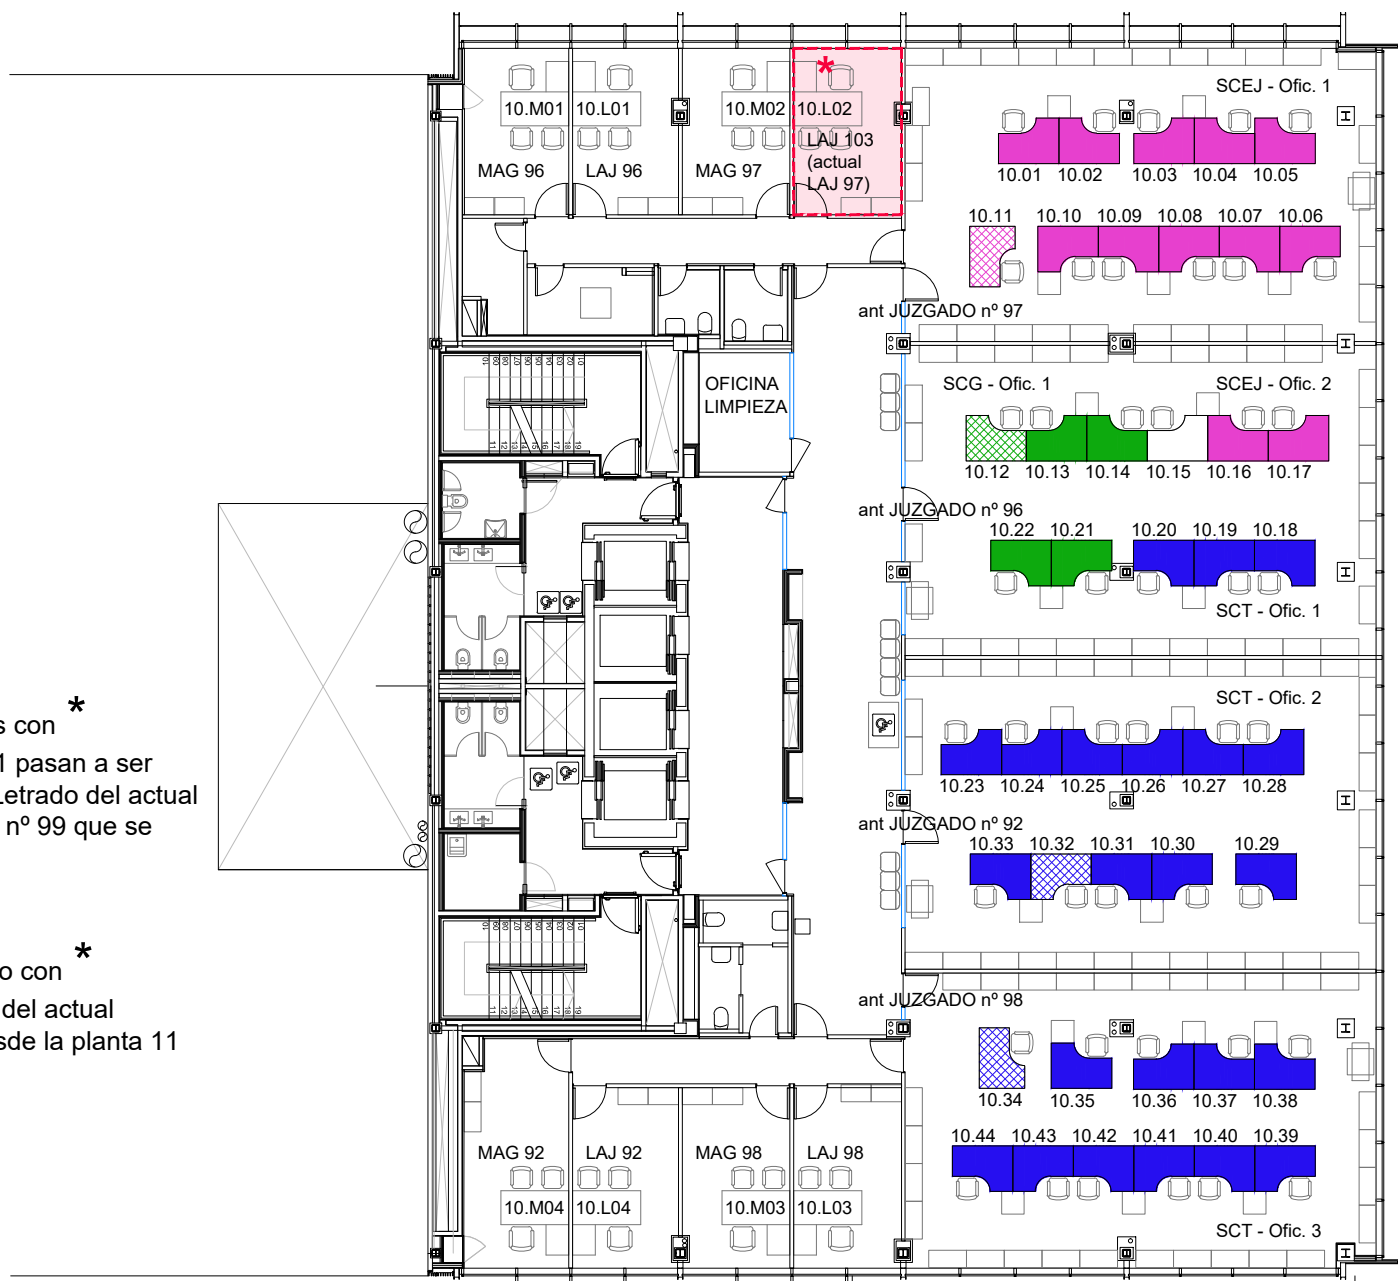 SCEJ - Ofic. 1
*
10.M01
10.L01
10.M02
10.L02
LAJ 103
(actual
LAJ 97)
MAG 96
LAJ 96
MAG 97
10.01
10.02
10.03
10.04
10.05
10.11
10.10
10.09
10.08
10.07
10.06
ant JUZGADO nº 97
OFICINA
LIMPIEZA
SCG - Ofic. 1
SCEJ - Ofic. 2
10.12
10.13
10.14
10.15
10.16
10.17
ant JUZGADO nº 96
10.22
10.21
10.20
10.19
10.18
SCT - Ofic. 1
SCT - Ofic. 2
*
s con
1 pasan a ser
Letrado del actual
nº 99 que se
10.23
10.24
10.25
10.26
10.27
10.28
ant JUZGADO nº 92
10.33
10.32
10.31
10.30
10.29
*
o con
del actual
sde la planta 11
ant JUZGADO nº 98
10.34
10.35
10.36
10.37
10.38
10.44
10.43
10.42
10.41
10.40
10.39
MAG 92
LAJ 92
MAG 98
LAJ 98
10.M04
10.L04
10.M03
10.L03
SCT - Ofic. 3